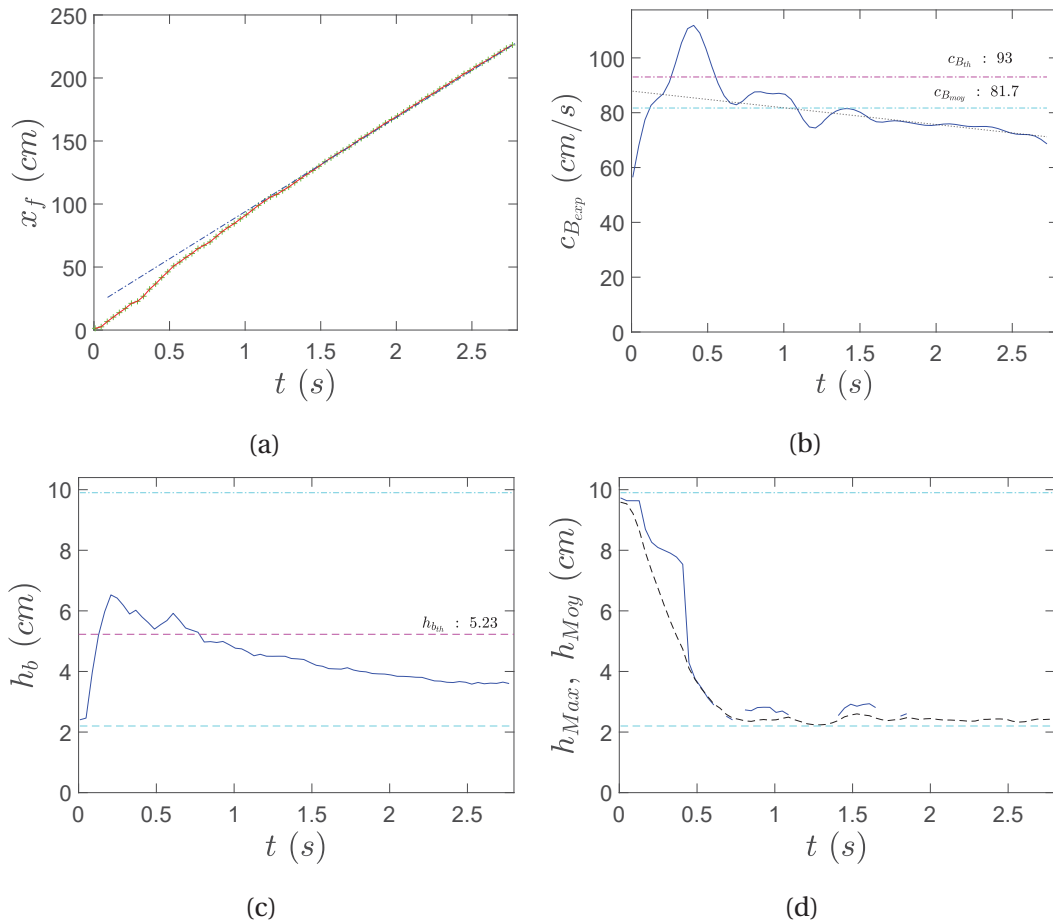 250
200
150
100
50
0
x_f (cm)
0 0.5 1 1.5 2 2.5
t (s)
(a)
100
80
60
40
20
0
c_{B_{exp}} (cm/s)
c_{B_{th}} : 93
c_{B_{moy}} : 81.7
0 0.5 1 1.5 2 2.5
t (s)
(b)
10
8
6
4
2
0
h_b (cm)
h_{b_{th}} : 5.23
0 0.5 1 1.5 2 2.5
t (s)
(c)
10
8
6
4
2
0
h_{Max}, h_{Moy} (cm)
0 0.5 1 1.5 2 2.5
t (s)
(d)